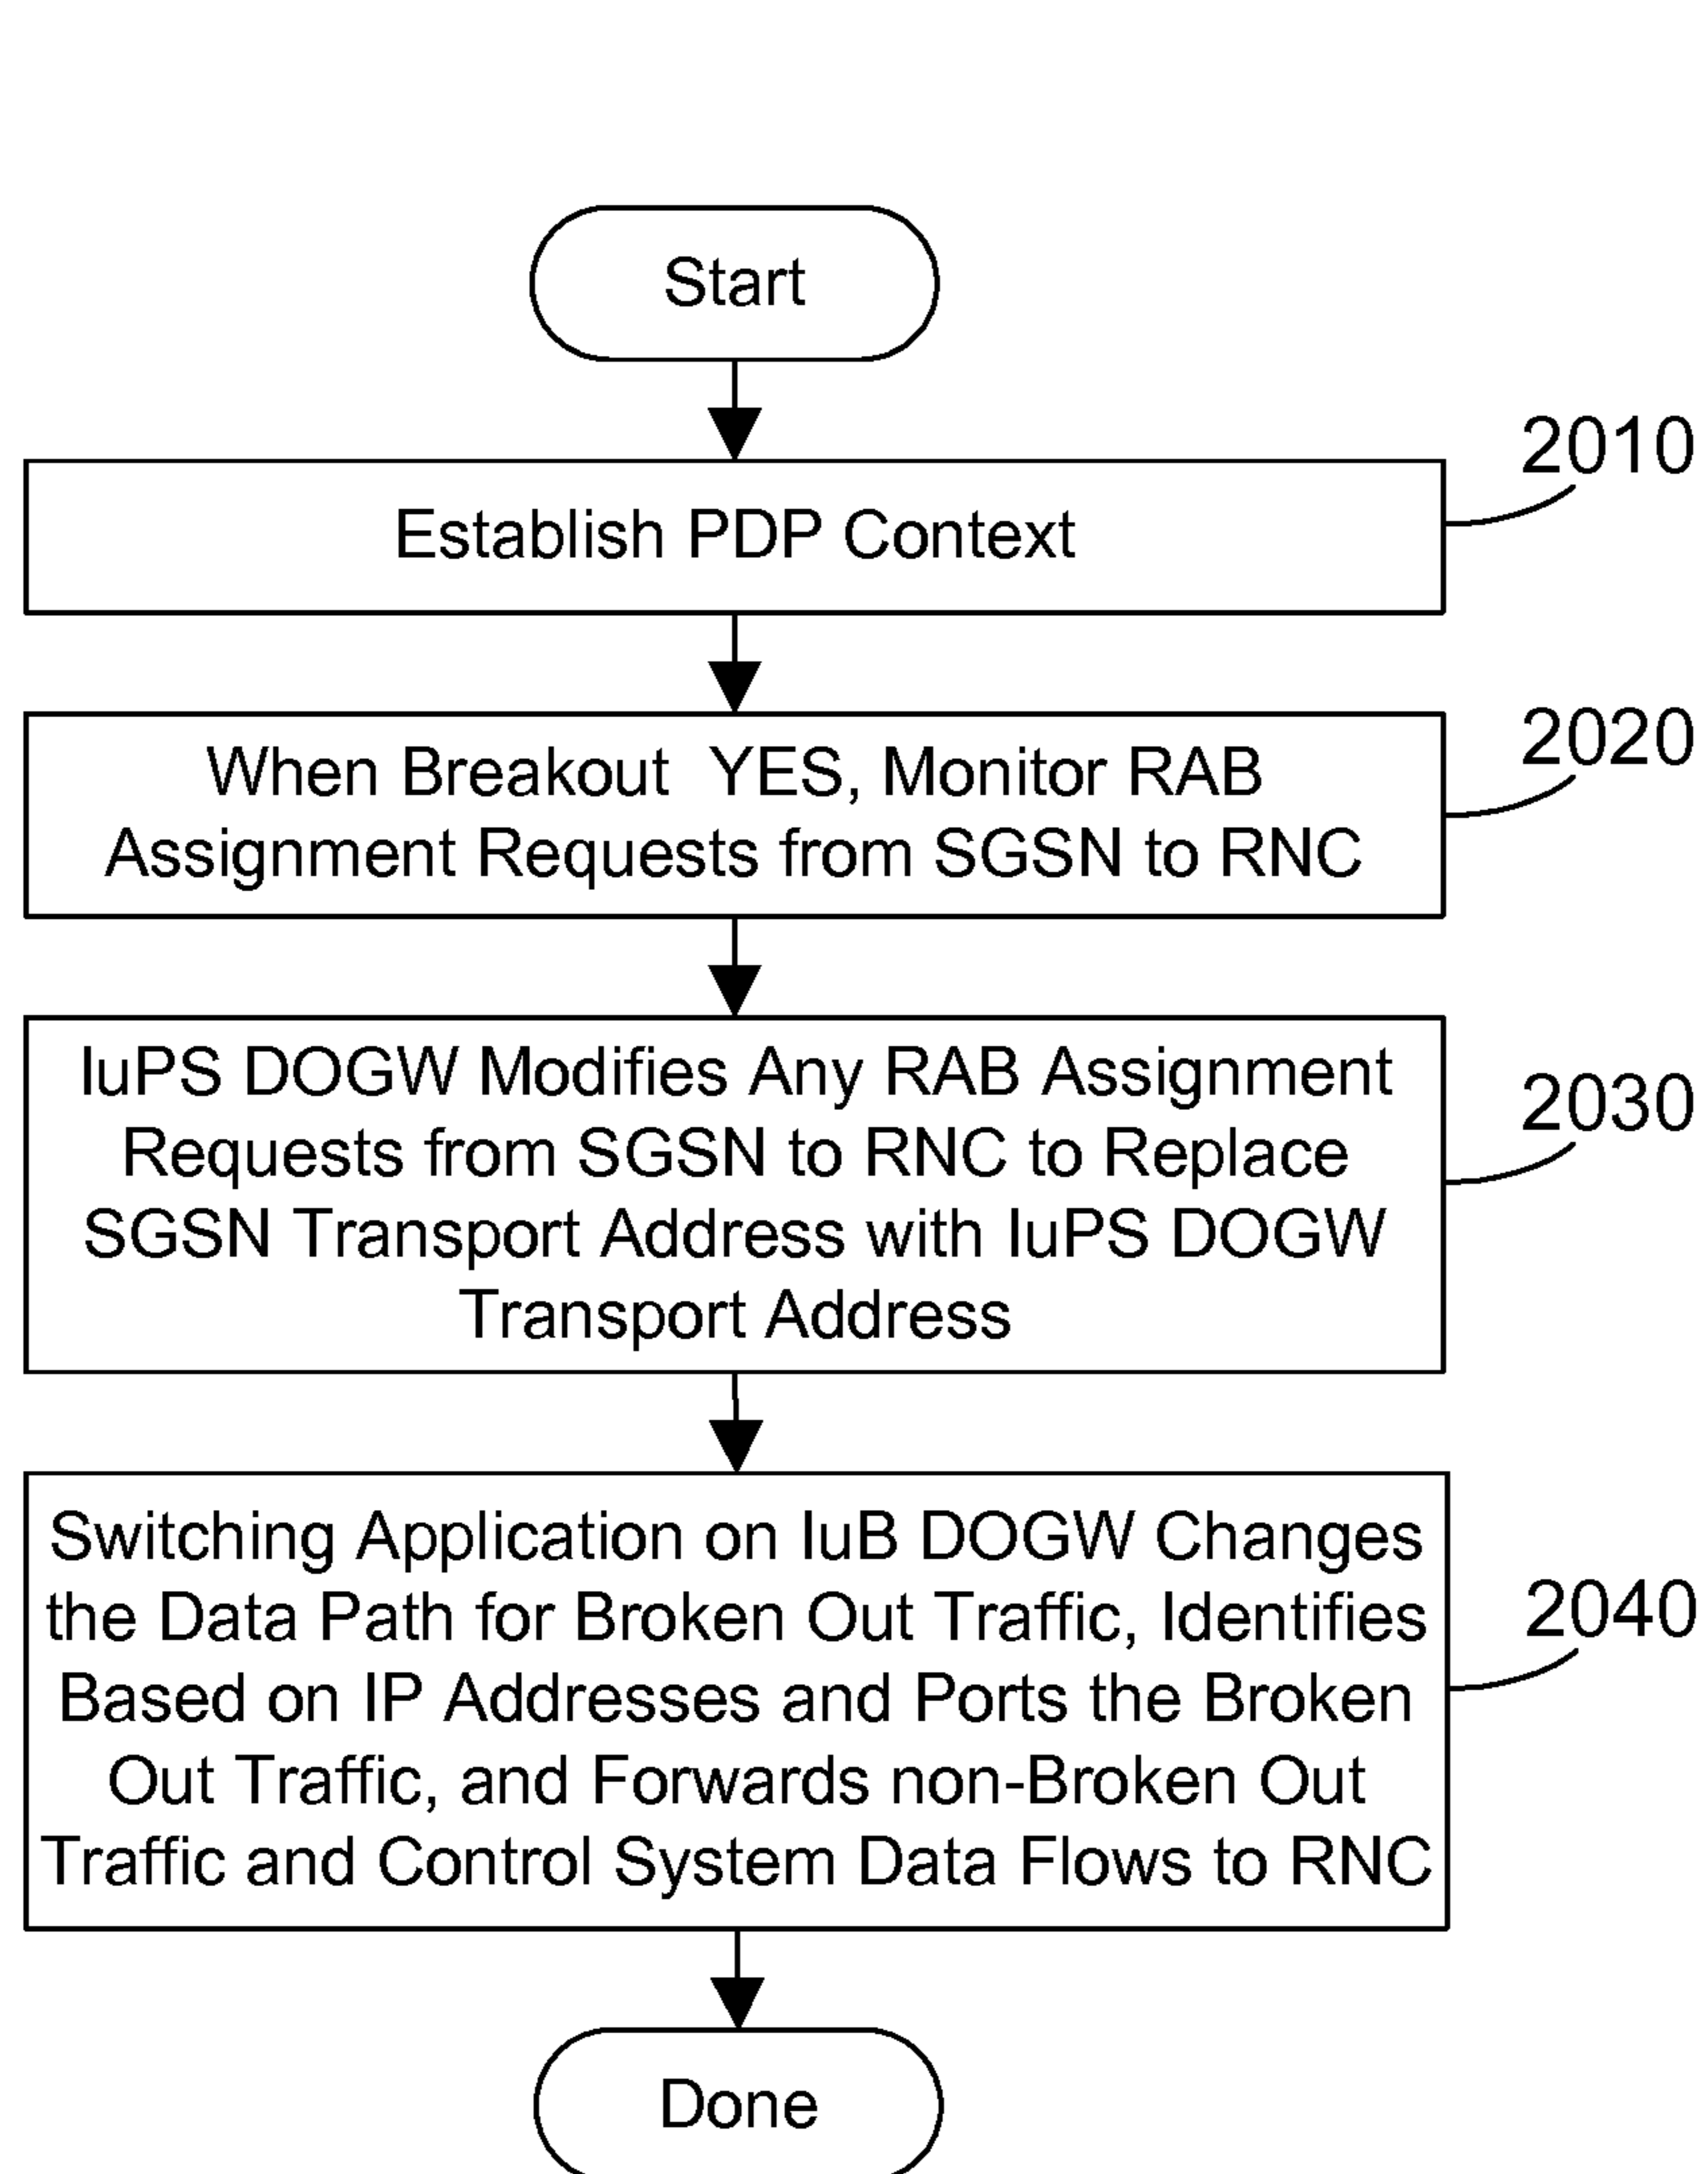 Start
2010
Establish PDP Context
2020
When Breakout YES, Monitor RAB
Assignment Requests from SGSN to RNC
2030
IuPS DOGW Modifies Any RAB Assignment
Requests from SGSN to RNC to Replace
SGSN Transport Address with IuPS DOGW
Transport Address
2040
Switching Application on IuB DOGW Changes
the Data Path for Broken Out Traffic, Identifies
Based on IP Addresses and Ports the Broken
Out Traffic, and Forwards non-Broken Out
Traffic and Control System Data Flows to RNC
Done